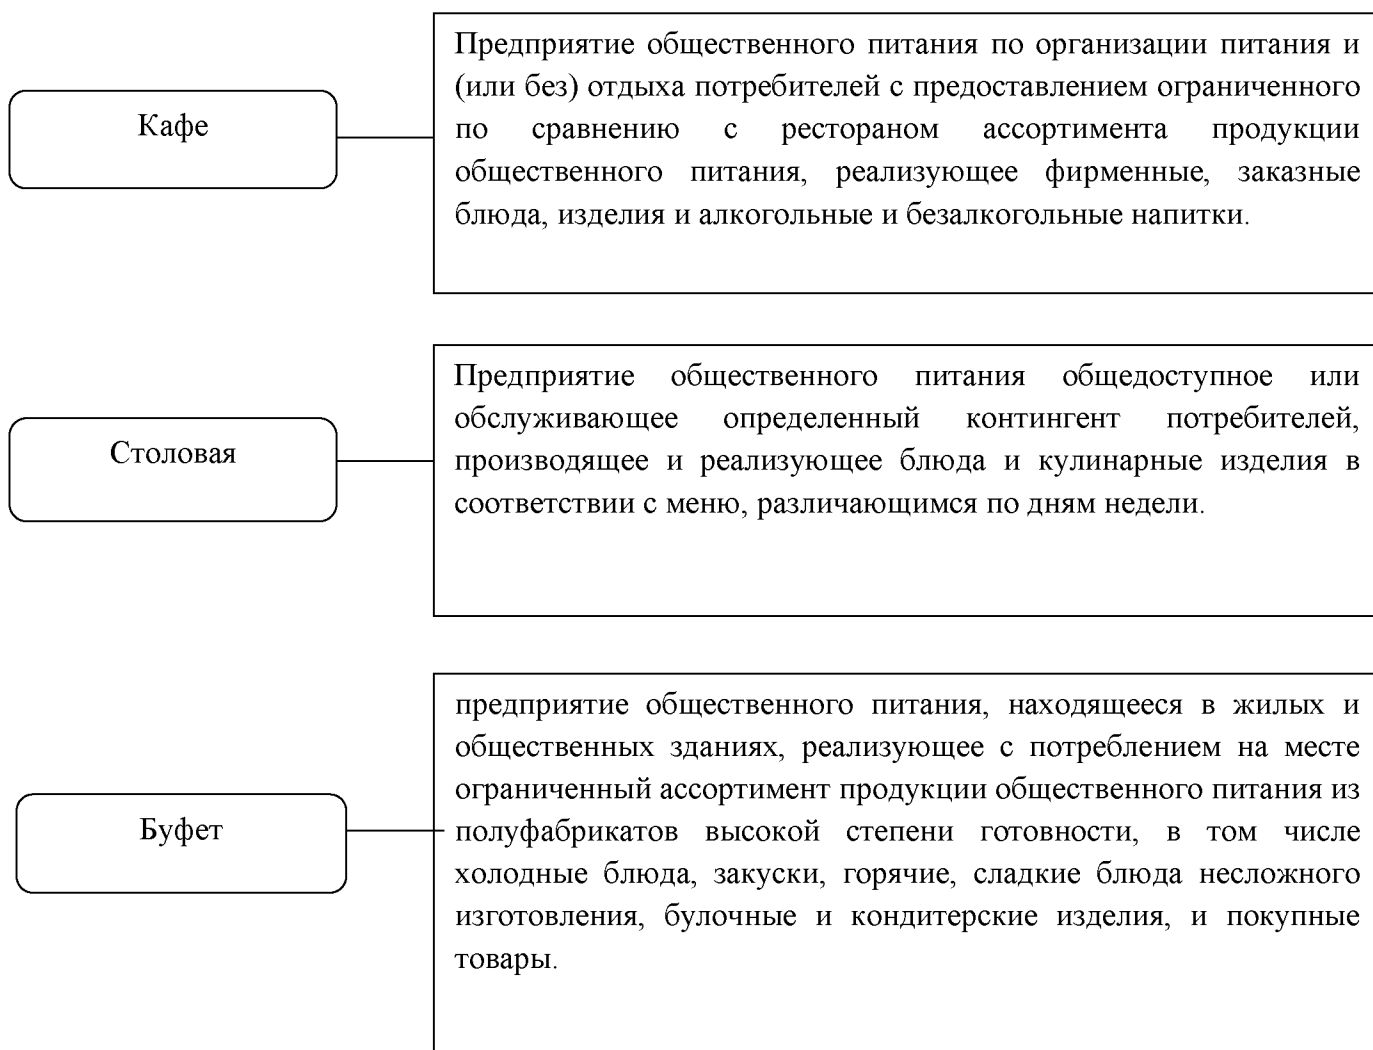 Кафе
Предприятие общественного питания по организации питания и
(или без) отдыха потребителей с предоставлением ограниченного
по сравнению с рестораном ассортимента продукции
общественного питания, реализующее фирменные, заказные
блюда, изделия и алкогольные и безалкогольные напитки.
Столовая
Предприятие общественного питания общедоступное или
обслуживающее определенный контингент потребителей,
производящее и реализующее блюда и кулинарные изделия в
соответствии с меню, различающимся по дням недели.
Буфет
предприятие общественного питания, находящееся в жилых и
общественных зданиях, реализующее с потреблением на месте
ограниченный ассортимент продукции общественного питания из
полуфабрикатов высокой степени готовности, в том числе
холодные блюда, закуски, горячие, сладкие блюда несложного
изготовления, булочные и кондитерские изделия, и покупные
товары.